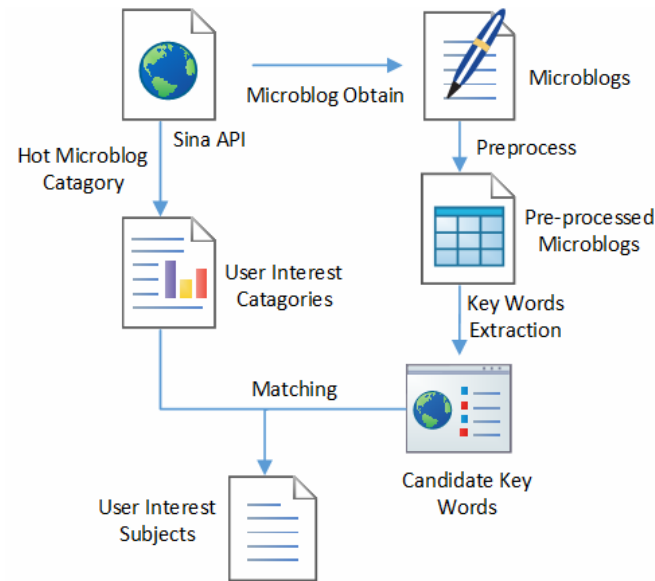 Microblogs
Microblog Obtain
Sina API
Hot Microblog
Catagory
Preprocess
Pre-processed
Microblogs
User Interest
Catagories
Key Words
Extraction
Matching
Candidate Key
Words
User Interest
Subjects